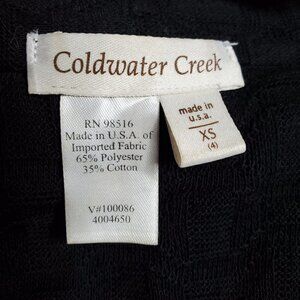 Coldwater Creek
RN 98516
Made in U.S.A. of
Imported Fabric
65% Polyester
35% Cotton
V#100086
4004650
made in
u.s.a.
XS
(4)